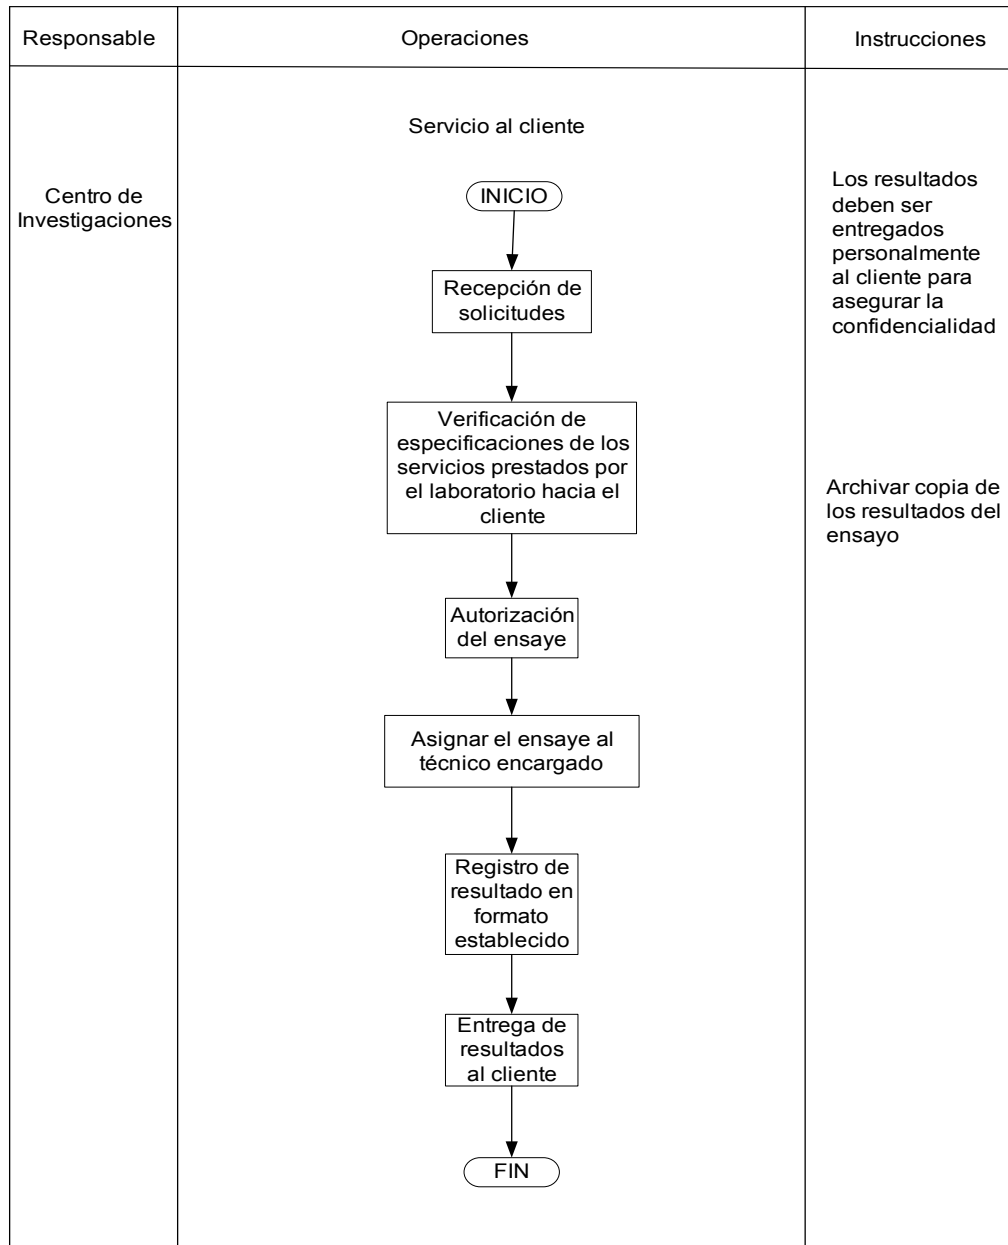 Responsable
Operaciones
Instrucciones
Servicio al cliente
Centro de
Investigaciones
INICIO
Recepción de
solicitudes
Verificación de
especificaciones de los
servicios prestados por
el laboratorio hacia el
cliente
Autorización
del ensaye
Asignar el ensaye al
técnico encargado
Registro de
resultado en
formato
establecido
Entrega de
resultados
al cliente
FIN
Los resultados
deben ser
entregados
personalmente
al cliente para
asegurar la
confidencialidad
Archivar copia de
los resultados del
ensayo